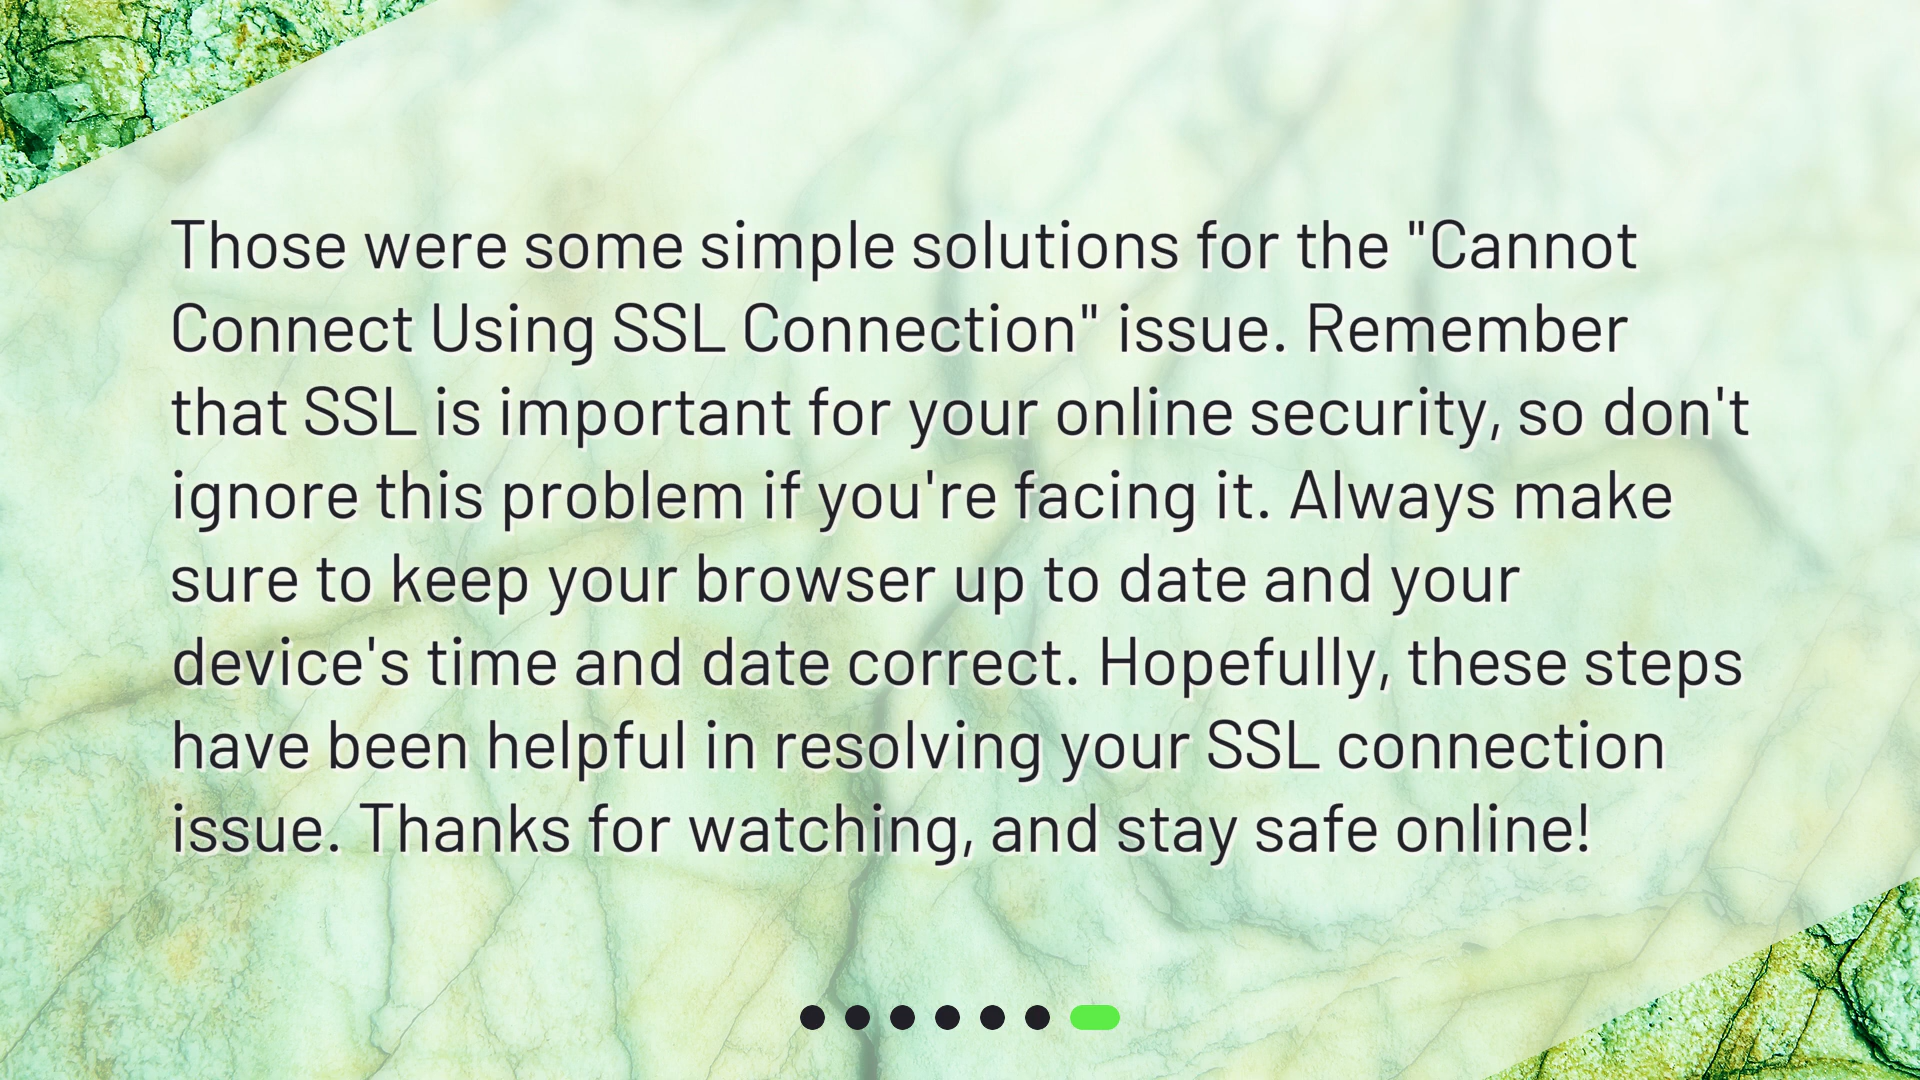 Those were some simple solutions for the "Cannot
Connect Using SSL Connection" issue. Remember
that SSL is important for your online security, so don't
ignore this problem if you're facing it. Always make
sure to keep your browser up to date and your
device's time and date correct. Hopefully, these steps
have been helpful in resolving your SSL connection
issue. Thanks for watching, and stay safe online!